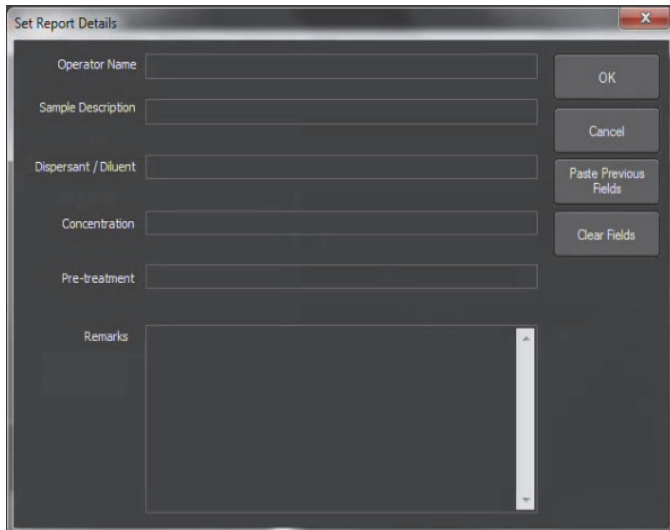 Set Report Details
X
Operator Name
OK
Sample Description
Cancel
Dispersant / Diluent
Paste Previous
Fields
Concentration
Clear Fields
Pre-treatment
Remarks